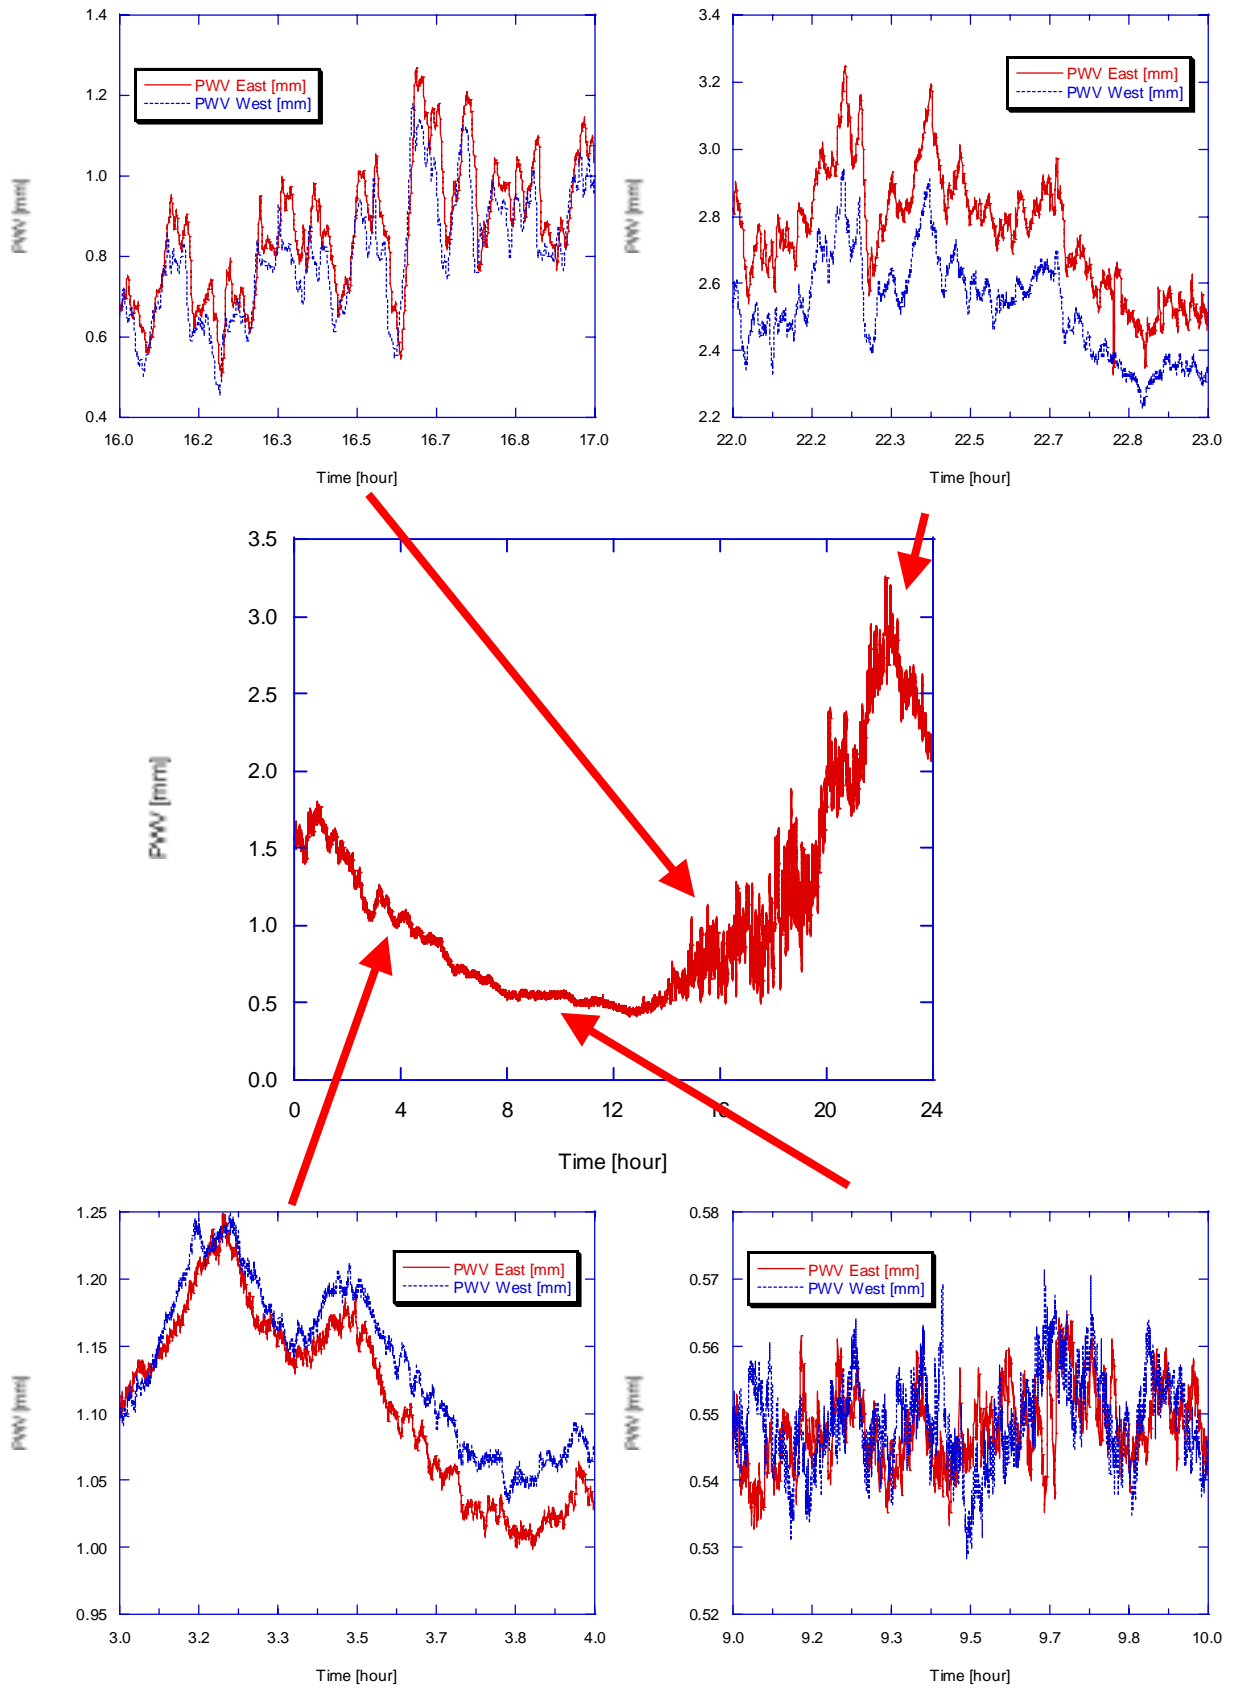 1.4
1.2
1.0
0.8
0.6
0.4
PWV [mm]
PWV East [mm]
PWV West [mm]
16.0 16.2 16.3 16.5 16.7 16.8 17.0
Time [hour]
3.4
3.2
3.0
2.8
2.6
2.4
2.2
PWV [mm]
PWV East [mm]
PWV West [mm]
22.0 22.2 22.3 22.5 22.7 22.8 23.0
Time [hour]
3.5
3.0
2.5
2.0
1.5
1.0
0.5
0.0
PWV [mm]
0 4 8 12 16 20 24
Time [hour]
1.25
1.20
1.15
1.10
1.05
1.00
0.95
PWV [mm]
PWV East [mm]
PWV West [mm]
3.0 3.2 3.3 3.5 3.7 3.8 4.0
Time [hour]
0.58
0.57
0.56
0.55
0.54
0.53
0.52
PWV [mm]
PWV East [mm]
PWV West [mm]
9.0 9.2 9.3 9.5 9.7 9.8 10.0
Time [hour]